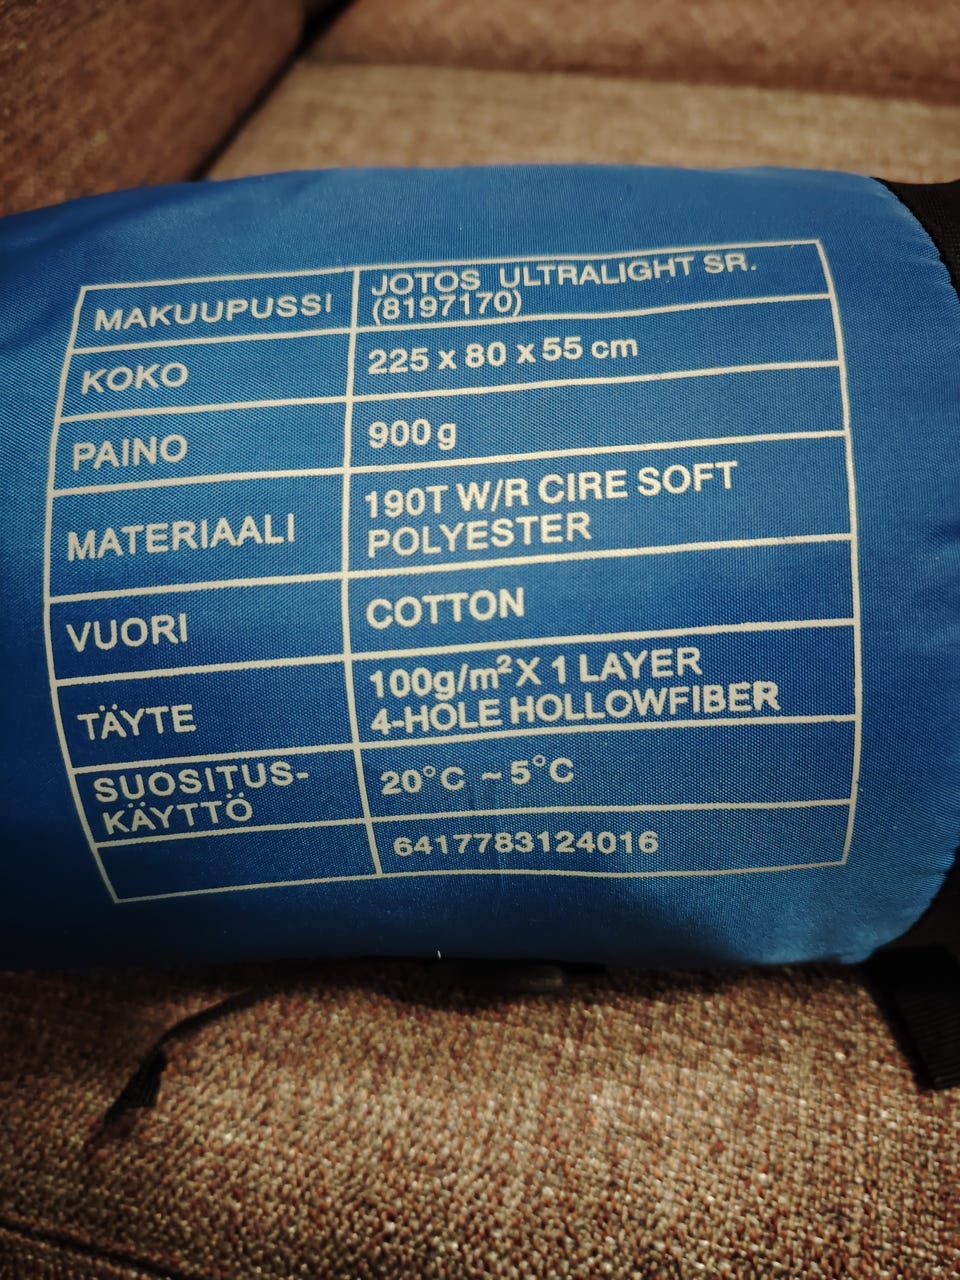 MAKUUPUSSI JOTOS ULTRALIGHT SR.
(8197170)
KOKO 225 x 80 x 55 cm
PAINO 900 g
MATERIAALI 190T W/R CIRE SOFT
POLYESTER
VUORI COTTON
TÄYTE 100g/m² X 1 LAYER
4-HOLE HOLLOWFIBER
SUOSITUS-
KÄYTTÖ 20°C ~ 5°C
6417783124016